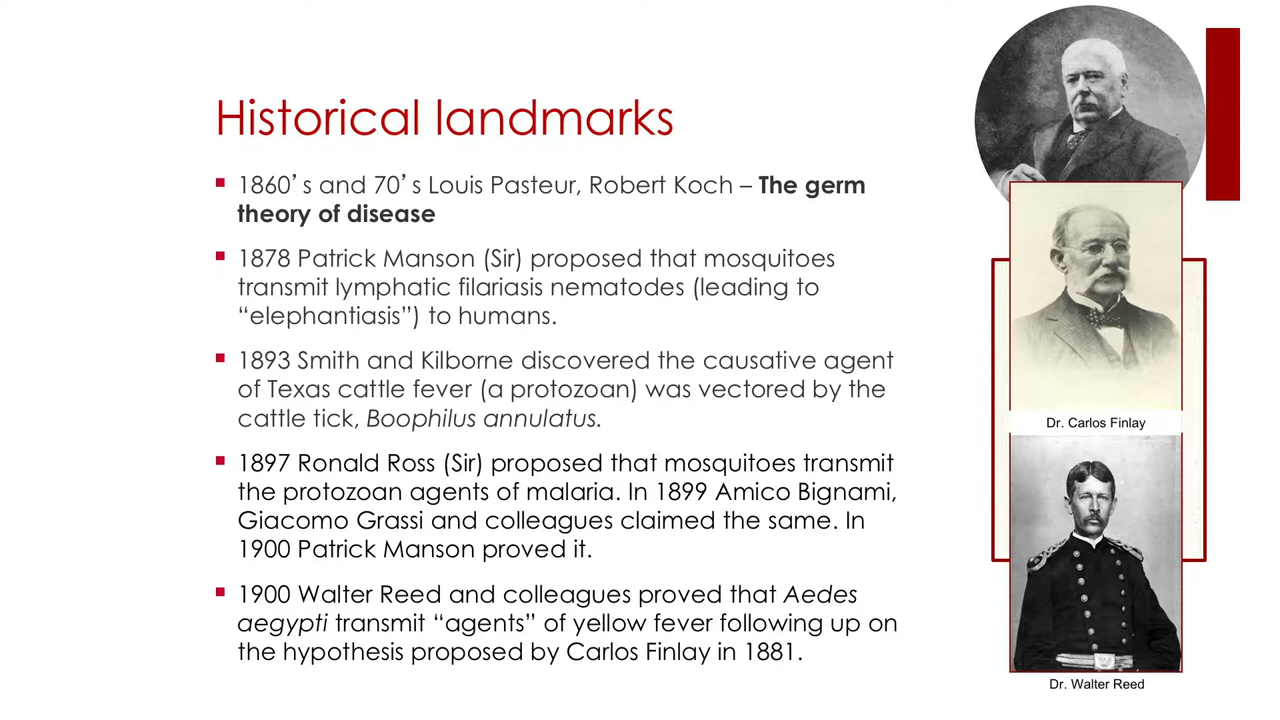 Historical landmarks
▪ 1860’s and 70’s Louis Pasteur, Robert Koch – The germ
theory of disease
▪ 1878 Patrick Manson (Sir) proposed that mosquitoes
transmit lymphatic filariasis nematodes (leading to
“elephantiasis”) to humans.
▪ 1893 Smith and Kilborne discovered the causative agent
of Texas cattle fever (a protozoan) was vectored by the
cattle tick, Boophilus annulatus.
▪ 1897 Ronald Ross (Sir) proposed that mosquitoes transmit
the protozoan agents of malaria. In 1899 Amico Bignami,
Giacomo Grassi and colleagues claimed the same. In
1900 Patrick Manson proved it.
▪ 1900 Walter Reed and colleagues proved that Aedes
aegypti transmit “agents” of yellow fever following up on
the hypothesis proposed by Carlos Finlay in 1881.
Dr. Carlos Finlay
Dr. Walter Reed